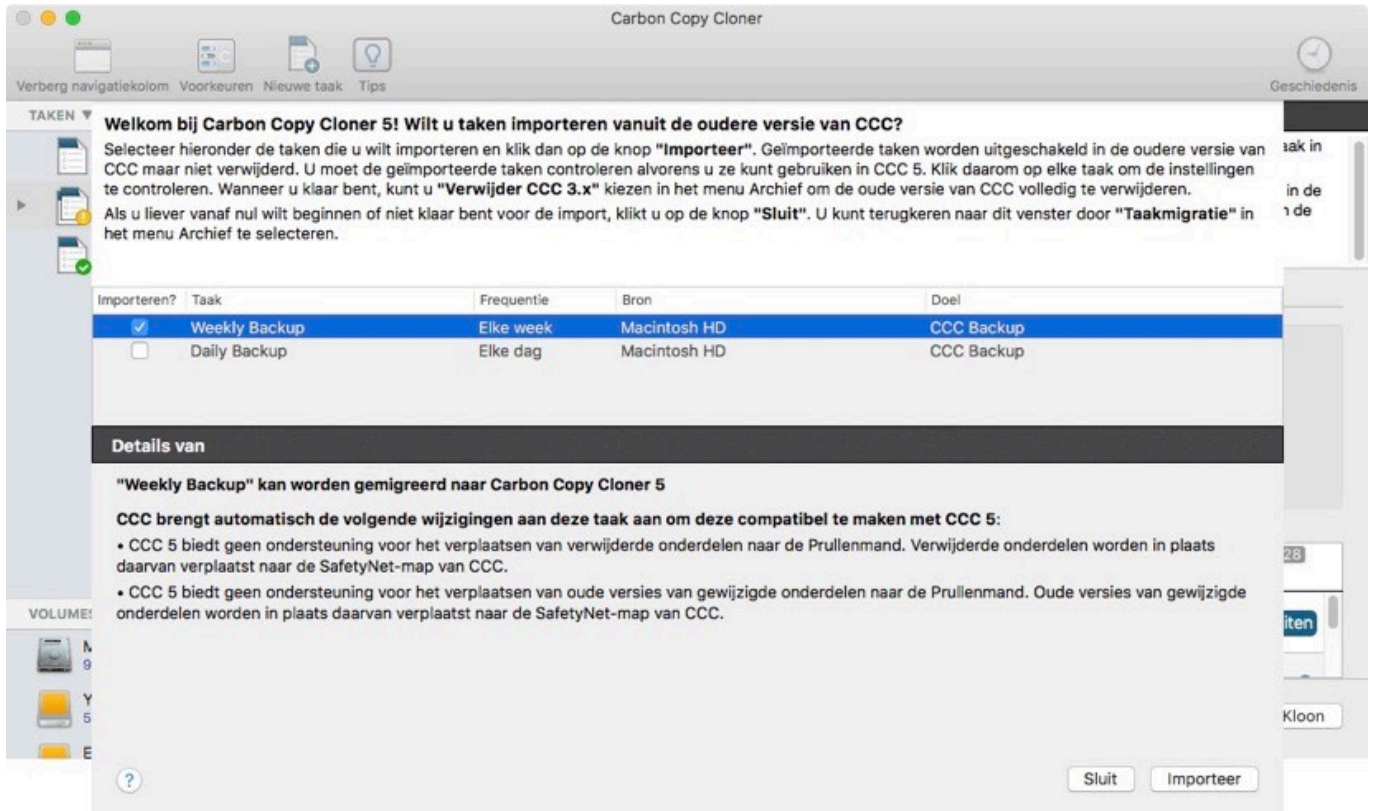 Carbon Copy Cloner
Verberg navigatiekolom Voorkeuren Nieuwe taak Tips Geschiedenis
TAKEN
Welkom bij Carbon Copy Cloner 5! Wilt u taken importeren vanuit de oudere versie van CCC?
Selecteer hieronder de taken die u wilt importeren en klik dan op de knop "Importeer". Geïmporteerde taken worden uitgeschakeld in de oudere versie van
CCC maar niet verwijderd. U moet de geïmporteerde taken controleren alvorens u ze kunt gebruiken in CCC 5. Klik daarom op elke taak om de instellingen
te controleren. Wanneer u klaar bent, kunt u "Verwijder CCC 3.x" kiezen in het menu Archief om de oude versie van CCC volledig te verwijderen.
Als u liever vanaf nul wilt beginnen of niet klaar bent voor de import, klikt u op de knop "Sluit". U kunt terugkeren naar dit venster door "Taakmigratie" in
het menu Archief te selecteren.
aak in
in de
de
Importeren? Taak Frequentie Bron Doel
Weekly Backup Elke week Macintosh HD CCC Backup
Daily Backup Elke dag Macintosh HD CCC Backup
Details van
"Weekly Backup" kan worden gemigreerd naar Carbon Copy Cloner 5
CCC brengt automatisch de volgende wijzigingen aan deze taak aan om deze compatibel te maken met CCC 5:
• CCC 5 biedt geen ondersteuning voor het verplaatsen van verwijderde onderdelen naar de Prullenmand. Verwijderde onderdelen worden in plaats
daarvan verplaatst naar de SafetyNet-map van CCC.
• CCC 5 biedt geen ondersteuning voor het verplaatsen van oude versies van gewijzigde onderdelen naar de Prullenmand. Oude versies van gewijzigde
onderdelen worden in plaats daarvan verplaatst naar de SafetyNet-map van CCC.
28
VOLUMES
iten
M
9
Y
5
E
Kloon
? Sluit Importeer